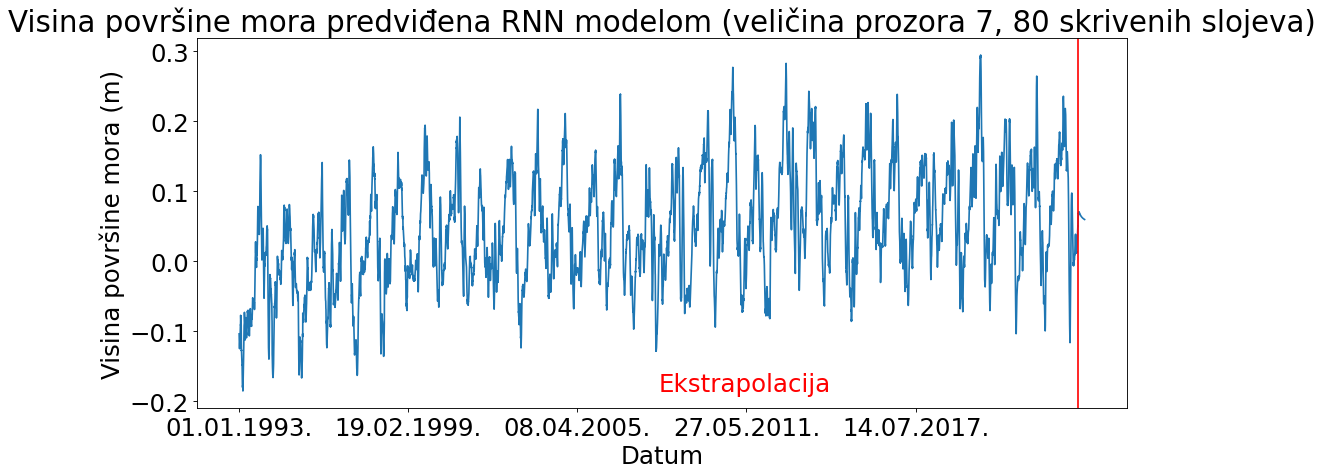 Visina površine mora predviđena RNN modelom (veličina prozora 7, 80 skrivenih slojeva)
Visina površine mora (m)
0.3
0.2
0.1
0.0
−0.1
−0.2
Ekstrapolacija
01.01.1993. 19.02.1999. 08.04.2005. 27.05.2011. 14.07.2017.
Datum